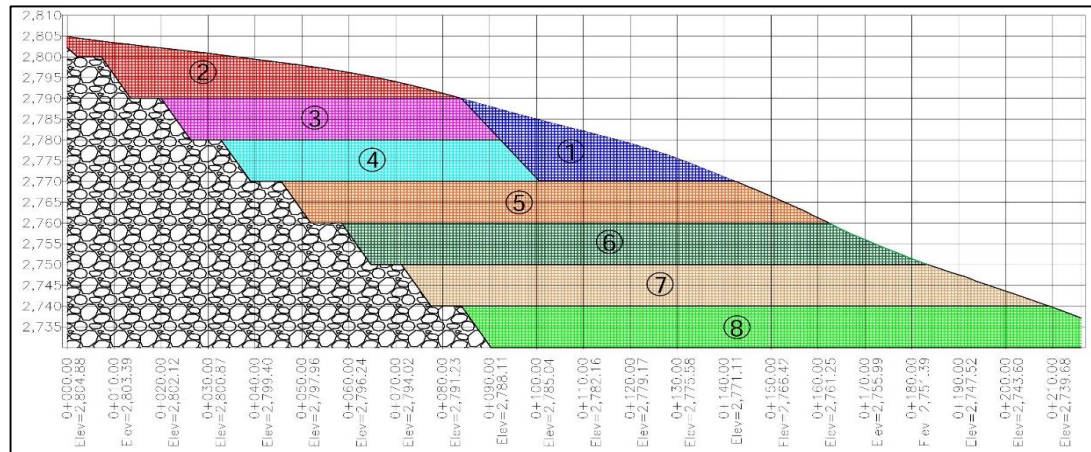 2,810
2,805
2,800
2,795
2,790
2,785
2,780
2,775
2,770
2,765
2,760
2,755
2,750
2,745
2,740
2,735
②
③
①
④
⑤
⑥
⑦
⑧
0+000.00
Elev=2,804.88
0+010.00
Elev=2,803.39
0+020.00
Elev=2,802.12
0+030.00
Elev=2,800.87
0+040.00
Elev=2,799.40
0+050.00
Elev=2,797.96
0+060.00
Elev=2,796.24
0+070.00
Elev=2,794.02
0+080.00
Elev=2,791.23
0+090.00
Elev=2,788.11
0+100.00
Elev=2,785.04
0+110.00
Elev=2,782.16
0+120.00
Elev=2,779.17
0+130.00
Elev=2,775.58
0+140.00
Elev=2,771.11
0+150.00
Elev=2,766.42
0+160.00
Elev=2,761.25
0+170.00
Elev=2,755.99
0+180.00
Elev=2,751.39
0+190.00
Elev=2,747.52
0+200.00
Elev=2,743.60
0+210.00
Elev=2,739.68